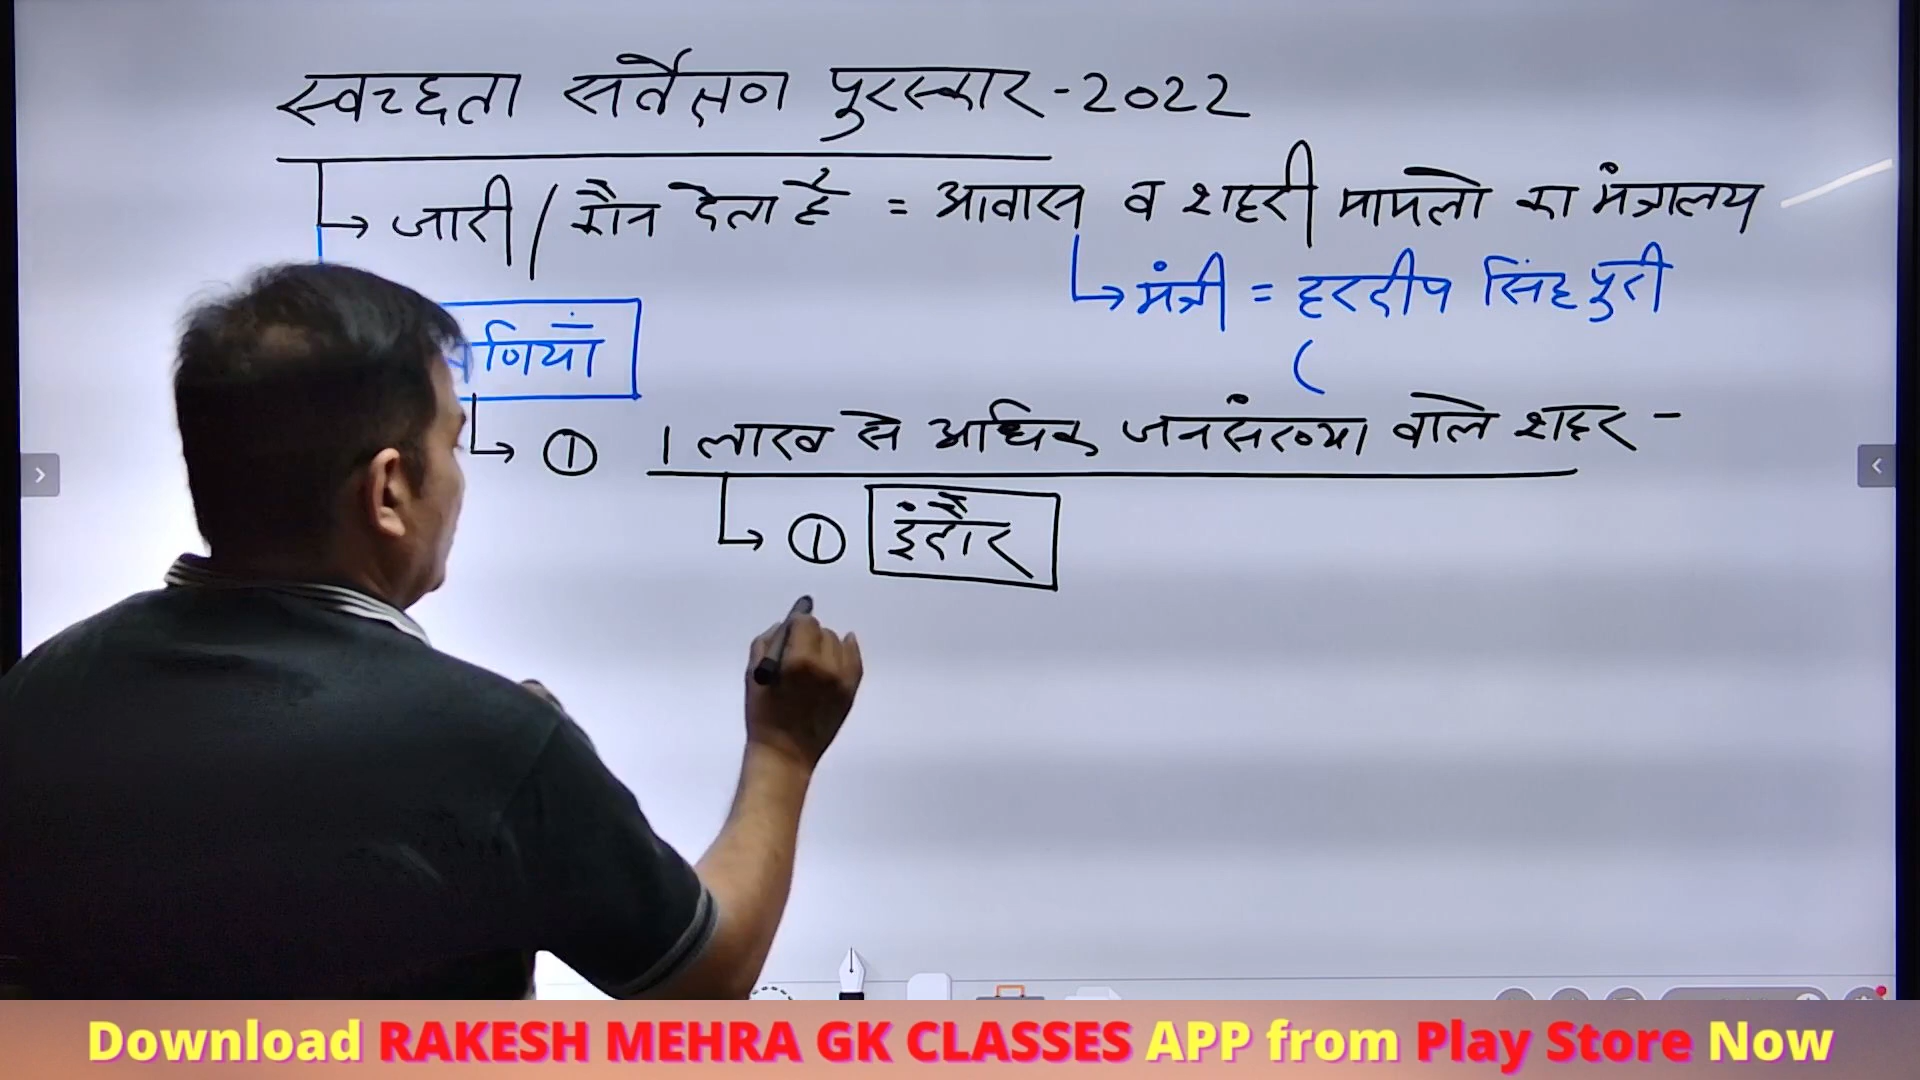 स्वच्छता सर्वेक्षण पुरस्कार - 2022
→ जारी / कौन देता है = आवास व शहरी मामलो का मंत्रालय
→ मंत्री = हरदीप सिंह पुरी
(
णियाँ
→ ① 1 लाख से अधिक जनसंख्या वाले शहर -
→ ① इंदौर
Download RAKESH MEHRA GK CLASSES APP from Play Store Now